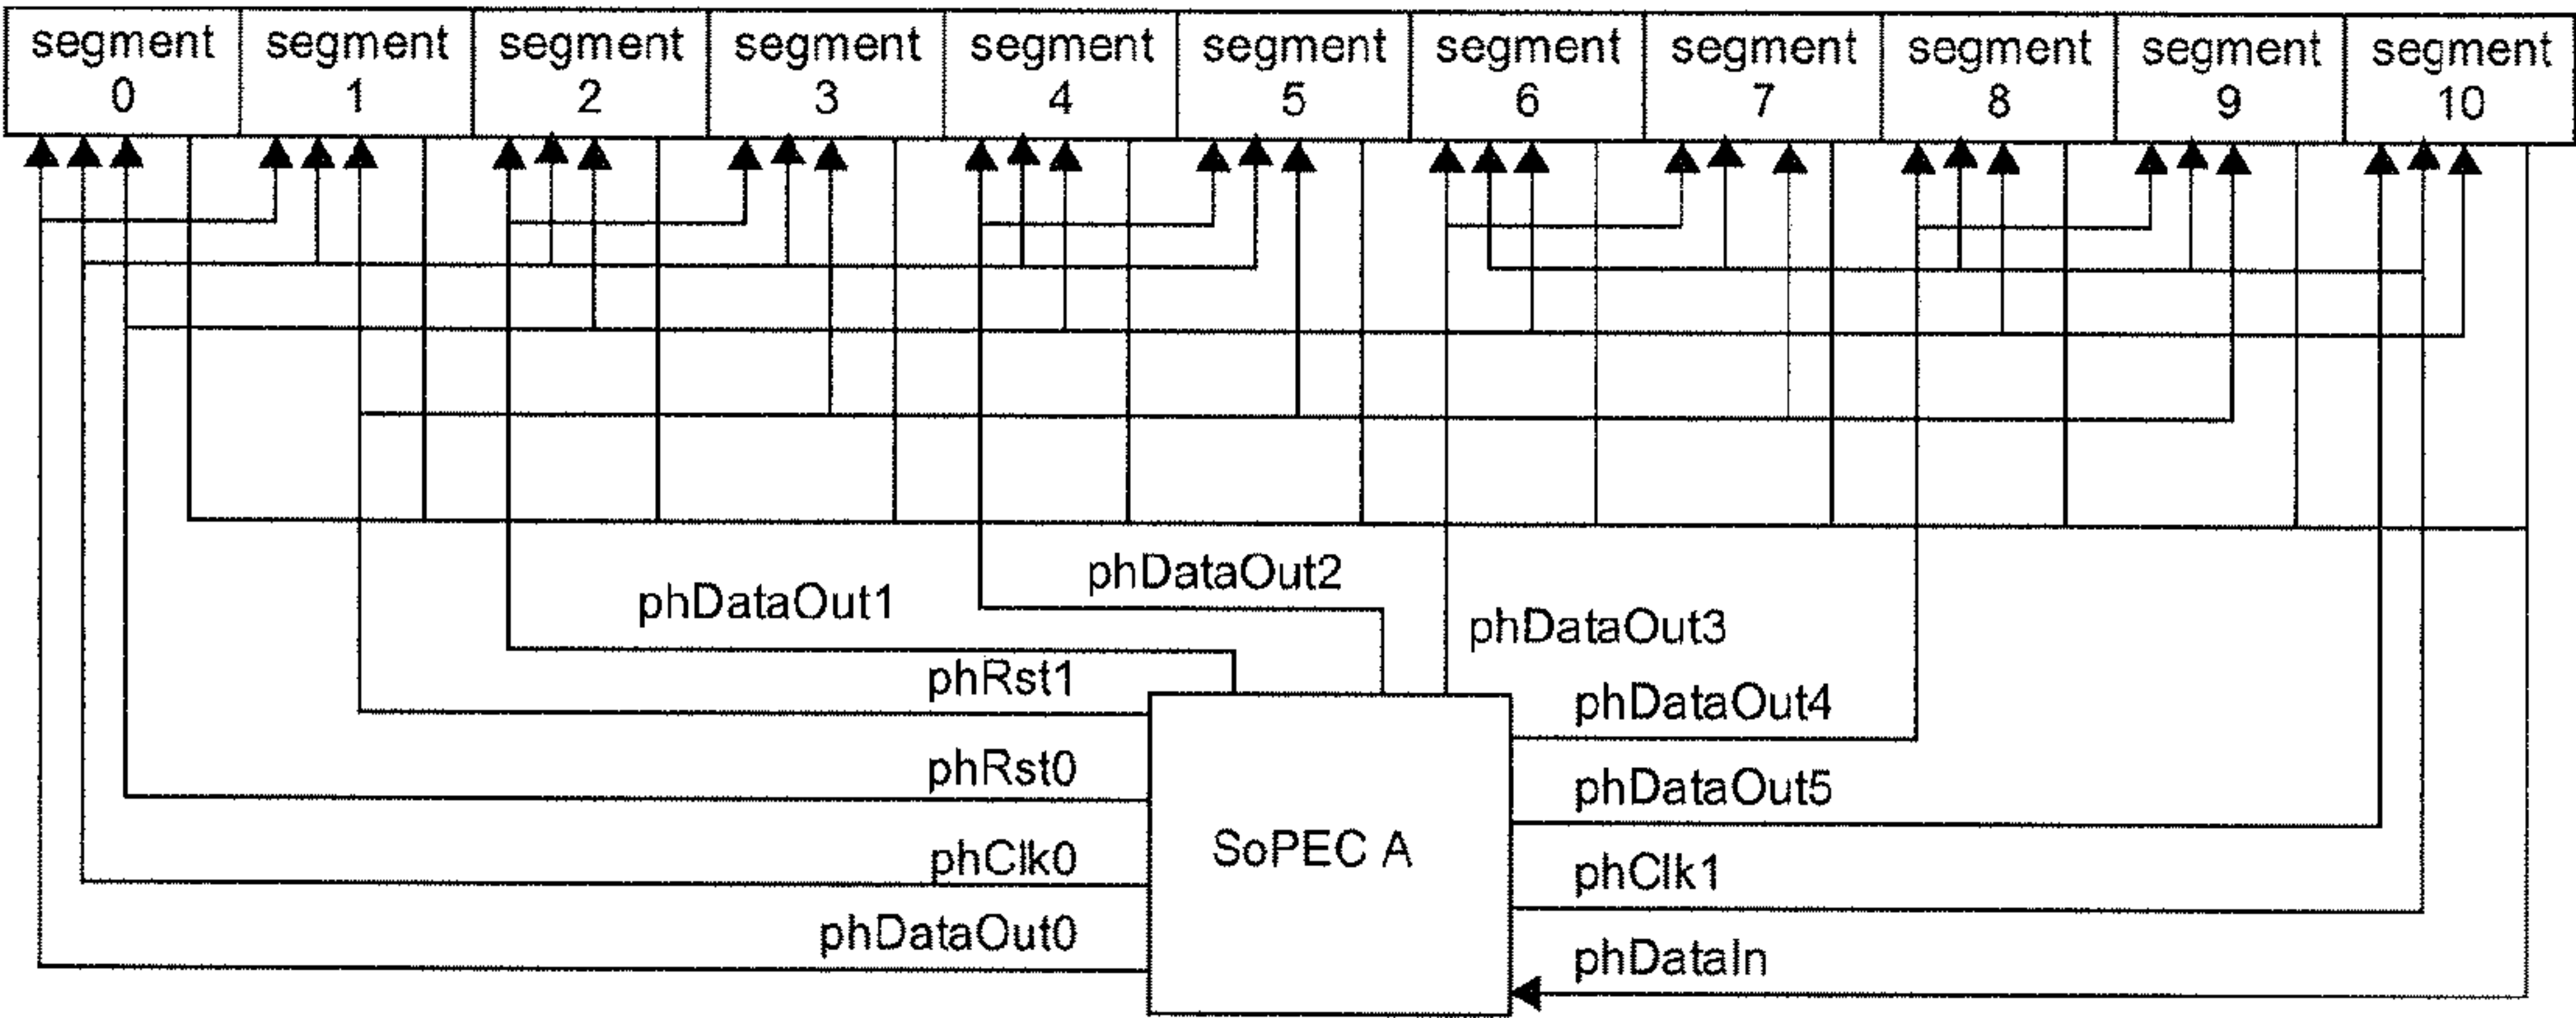 segment segment segment segment segment segment segment segment segment segment segment
0 1 2 3 4 5 6 7 8 9 10
phDataOut2
phDataOut1
phDataOut3
phRst1
phDataOut4
phRst0
phDataOut5
SoPEC A
phClk0
phClk1
phDataOut0
phDataIn